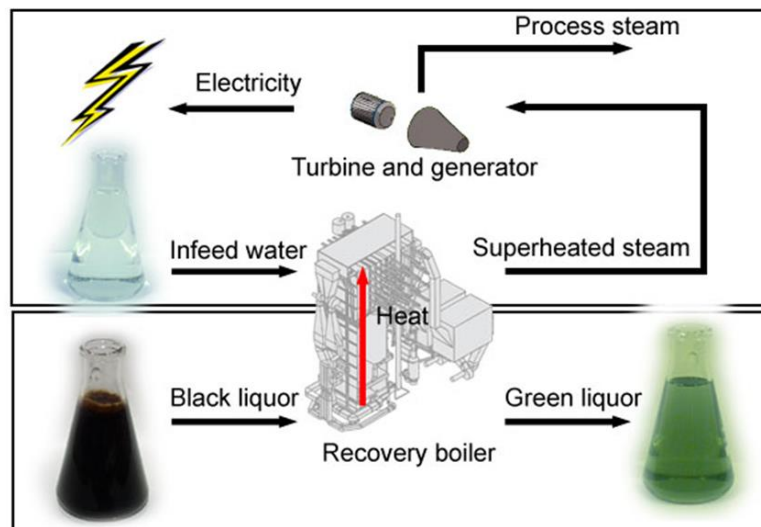 Process steam
Electricity
Turbine and generator
Infeed water
Superheated steam
Heat
Black liquor
Green liquor
Recovery boiler